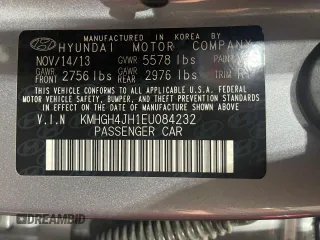 MANUFACTURED IN KOREA BY
HYUNDAI MOTOR COMPANY
NOV/14/13 GVWR 5578 lbs PAIN
GAWR FRONT 2756 lbs GAWR REAR 2976 lbs TRIM
THIS VEHICLE CONFORMS TO ALL APPLICABLE U.S.A. FEDERAL MOTOR VEHICLE
SAFETY, BUMPER, AND THEFT PREVENTION STANDARDS
IN EFFECT ON THE DATE OF MANUFACTURE SHOWN ABOVE.
V.I.N KMHGH4JH1EU084232
PASSENGER CAR
DREAMBID